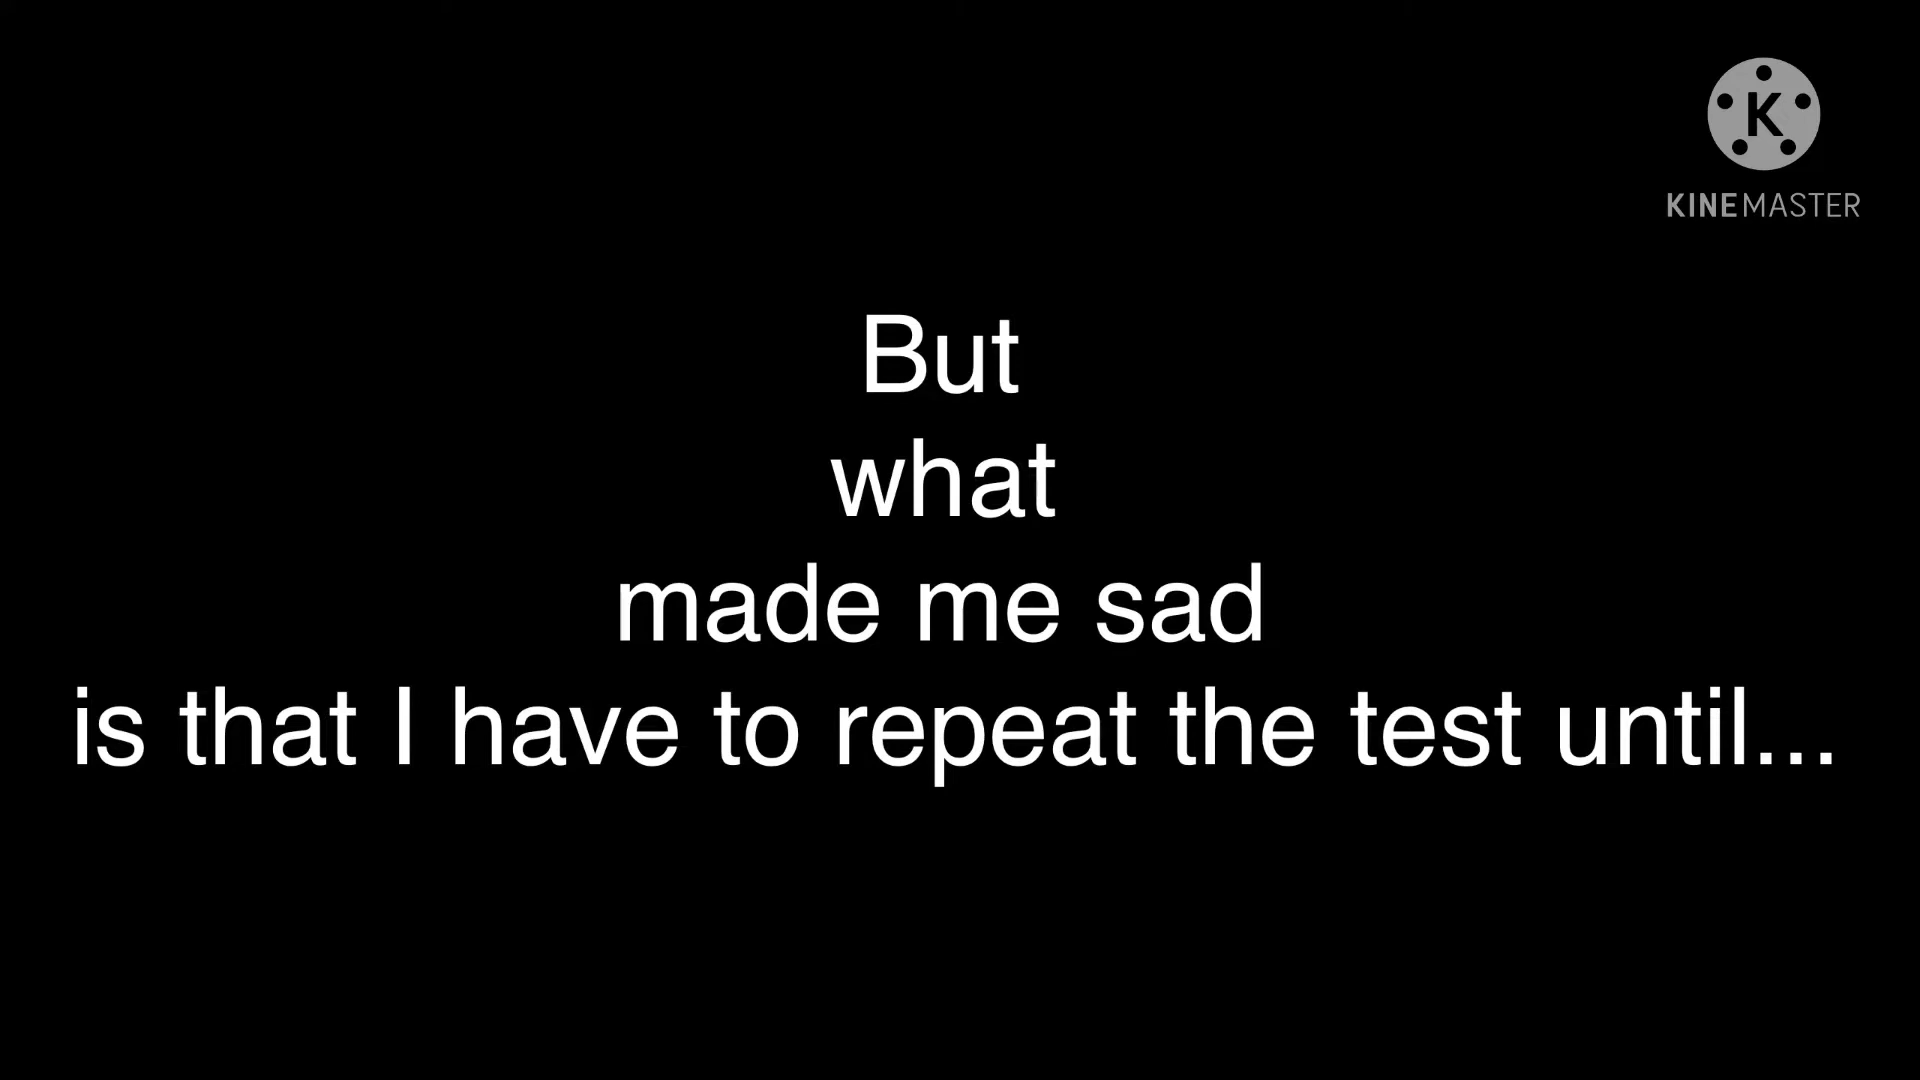 K
KINEMASTER
But
what
made me sad
is that I have to repeat the test until...